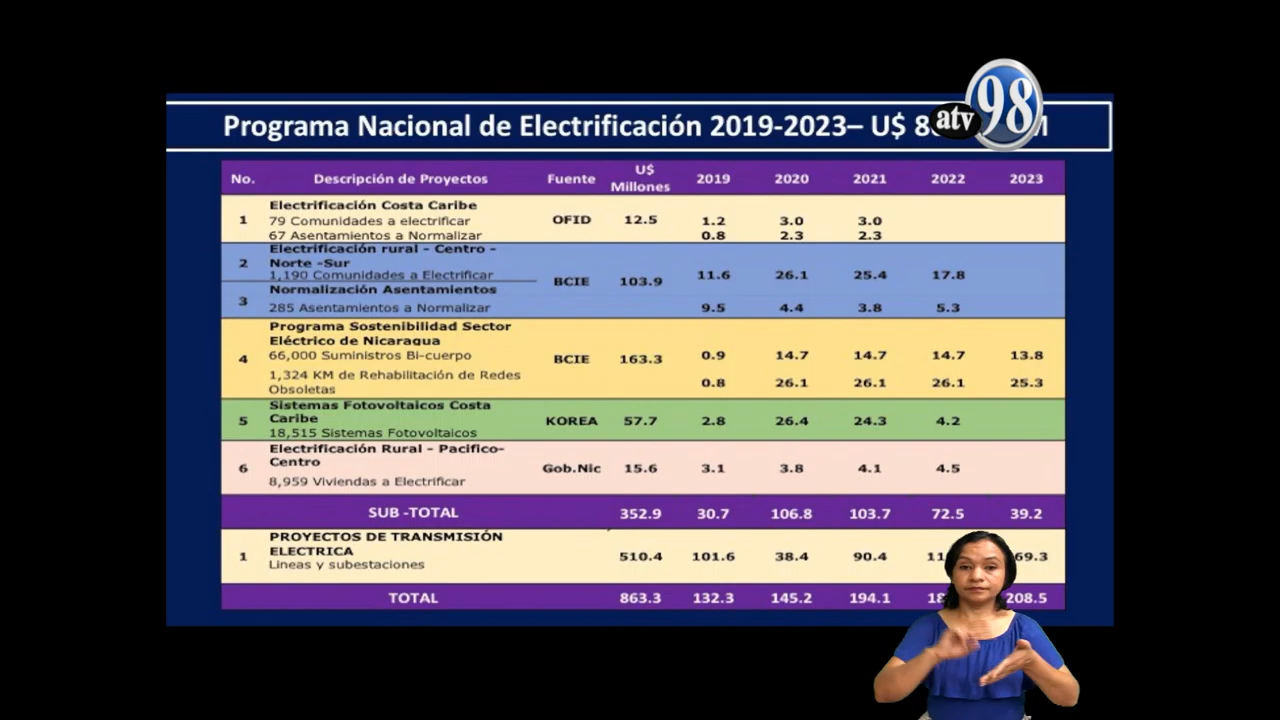 98
atv
Programa Nacional de Electrificación 2019-2023– U$
No. Descripción de Proyectos Fuente U$ Millones 2019 2020 2021 2022 2023
1 Electrificación Costa Caribe OFID 12.5
79 Comunidades a electrificar 1.2 3.0 3.0
67 Asentamientos a Normalizar 0.8 2.3 2.3
2 Electrificación rural - Centro -
Norte -Sur BCIE 103.9
1,190 Comunidades a Electrificar 11.6 26.1 25.4 17.8
3 Normalización Asentamientos
285 Asentamientos a Normalizar 9.5 4.4 3.8 5.3
Programa Sostenibilidad Sector
Eléctrico de Nicaragua
4 66,000 Suministros Bi-cuerpo BCIE 163.3 0.9 14.7 14.7 14.7 13.8
1,324 KM de Rehabilitación de Redes
Obsoletas 0.8 26.1 26.1 26.1 25.3
Sistemas Fotovoltaicos Costa
5 Caribe KOREA 57.7 2.8 26.4 24.3 4.2
18,515 Sistemas Fotovoltaicos
Electrificación Rural - Pacifico-
6 Centro Gob.Nic 15.6 3.1 3.8 4.1 4.5
8,959 Viviendas a Electrificar
SUB -TOTAL 352.9 30.7 106.8 103.7 72.5 39.2
PROYECTOS DE TRANSMISIÓN
1 ELECTRICA 510.4 101.6 38.4 90.4
Lineas y subestaciones
TOTAL 863.3 132.3 145.2 194.1 208.5